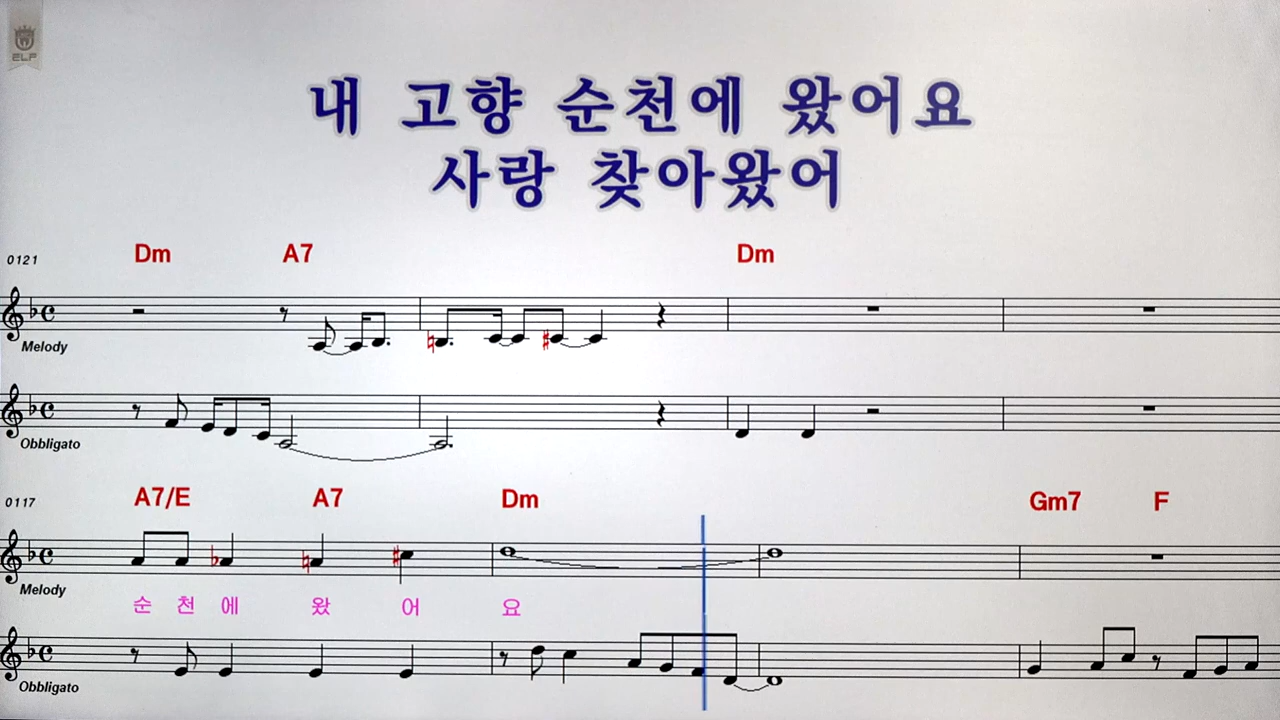 ELF
내 고향 순천에 왔어요
사랑 찾아왔어
Dm A7 Dm
0121
Melody
Obbligato
A7/E A7 Dm Gm7 F
0117
Melody
순 천 에 왔 어 요
Obbligato